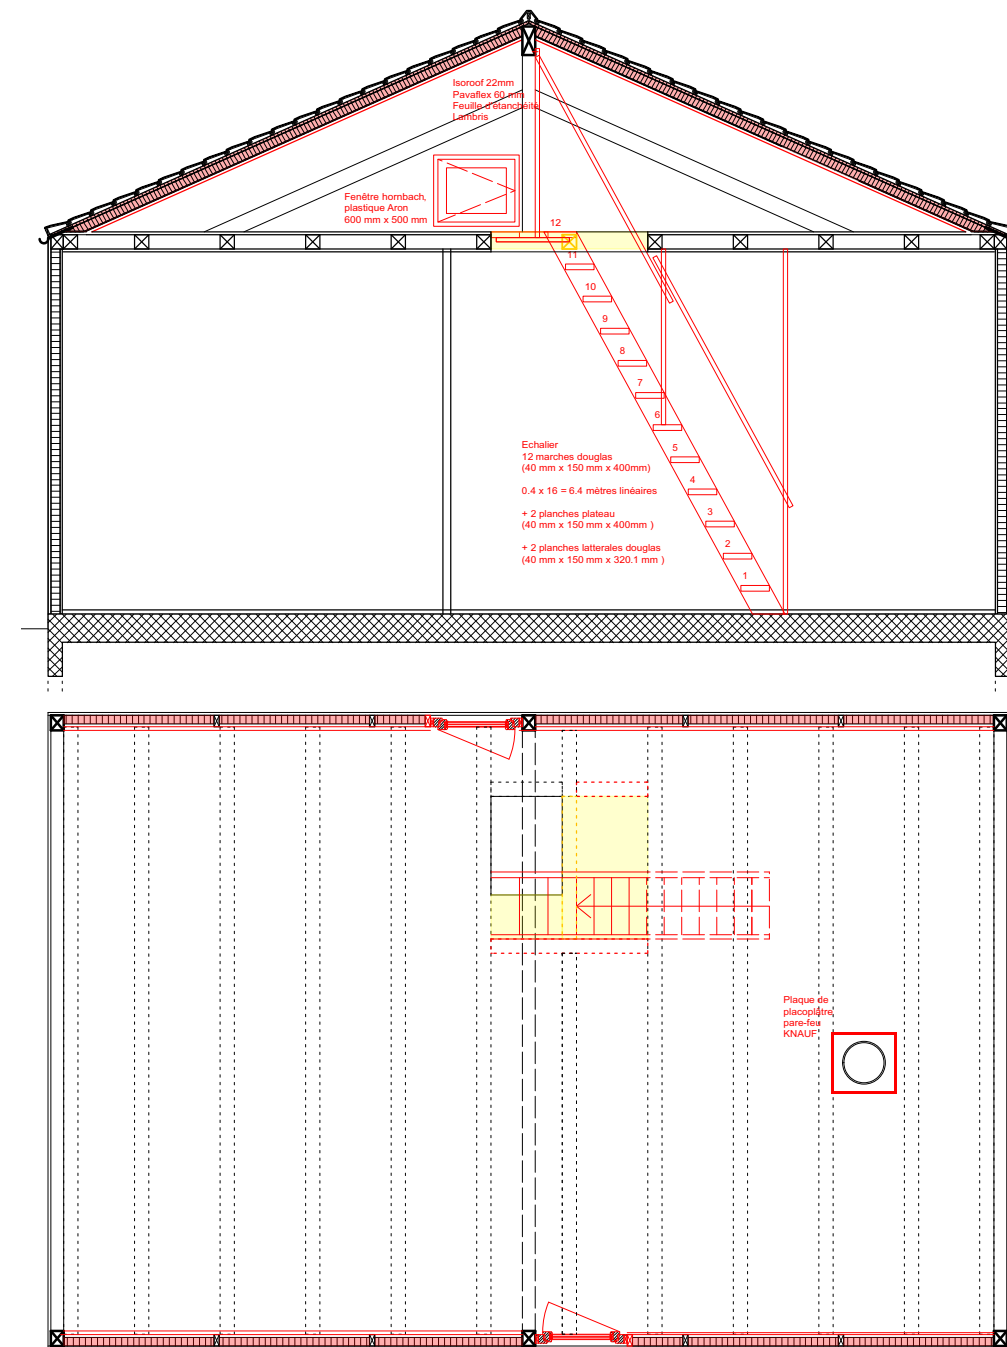 Isoroof 22mm
Pavaflex 60 mm
Feuille d'étanchéité
Lambris
Fenêtre hornbach,
plastique Aron
600 mm x 500 mm
12
11
10
9
8
7
6
5
4
3
2
1
Echalier
12 marches douglas
(40 mm x 150 mm x 400mm)
0.4 x 16 = 6.4 mètres linéaires
+ 2 planches plateau
(40 mm x 150 mm x 400mm )
+ 2 planches latterales douglas
(40 mm x 150 mm x 320.1 mm )
Plaque de
placoplâtre
pare-feu
KNAUF